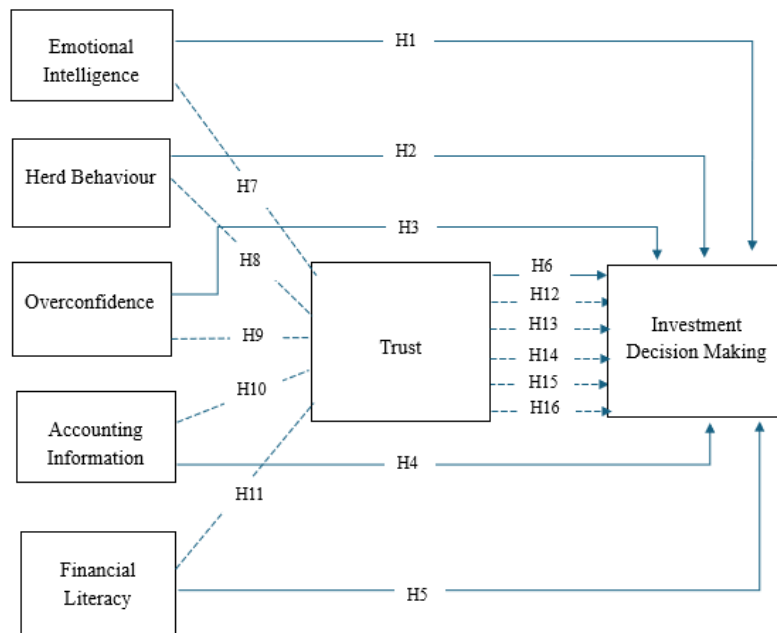 Emotional
Intelligence
H1
Herd Behaviour
H2
H7
H3
H8
Overconfidence
H9
Trust
H6
H12
H13
H14
H15
H16
Investment
Decision Making
H10
Accounting
Information
H4
H11
Financial
Literacy
H5